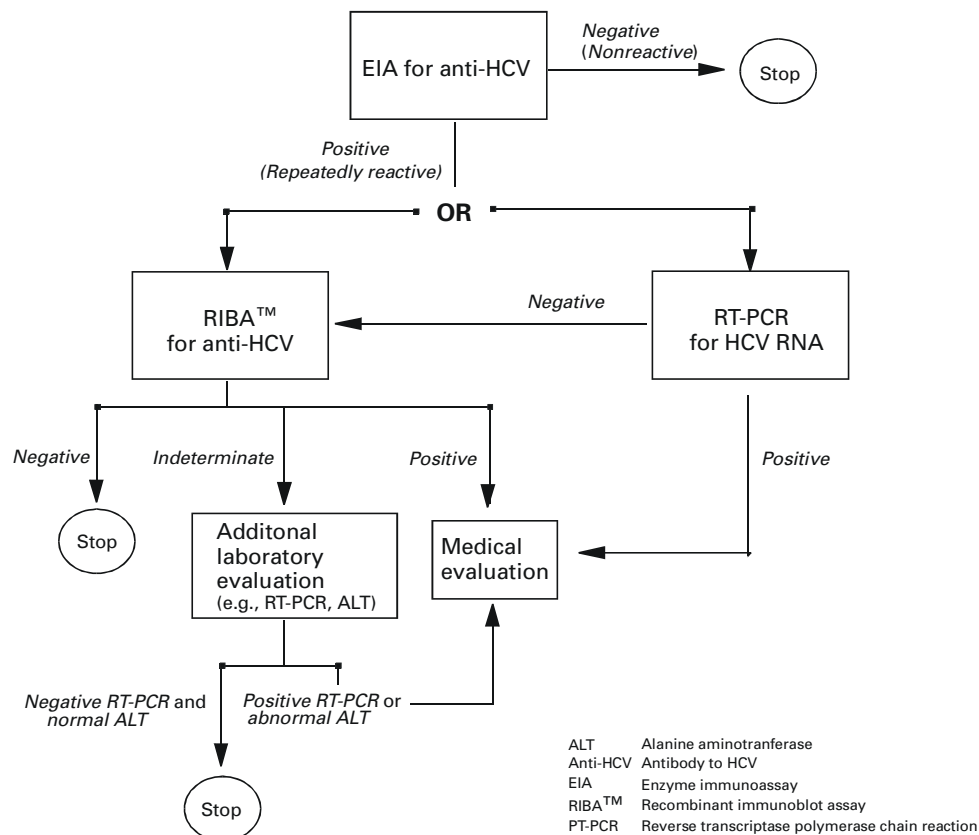 EIA for anti-HCV
Negative
(Nonreactive)
Stop
Positive
(Repeatedly reactive)
OR
RIBA™
for anti-HCV
Negative
RT-PCR
for HCV RNA
Negative
Indeterminate
Positive
Positive
Stop
Additonal
laboratory
evaluation
(e.g., RT-PCR, ALT)
Medical
evaluation
Negative RT-PCR and
normal ALT
Positive RT-PCR or
abnormal ALT
Stop
ALT Alanine aminotranferase
Anti-HCV Antibody to HCV
EIA Enzyme immunoassay
RIBA™ Recombinant immunoblot assay
PT-PCR Reverse transcriptase polymerase chain reaction